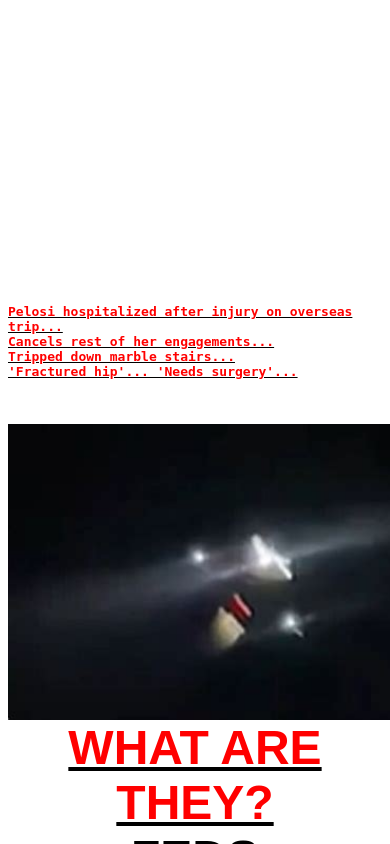 Pelosi hospitalized after injury on overseas
trip...
Cancels rest of her engagements...
Tripped down marble stairs...
'Fractured hip'... 'Needs surgery'...
WHAT ARE
THEY?